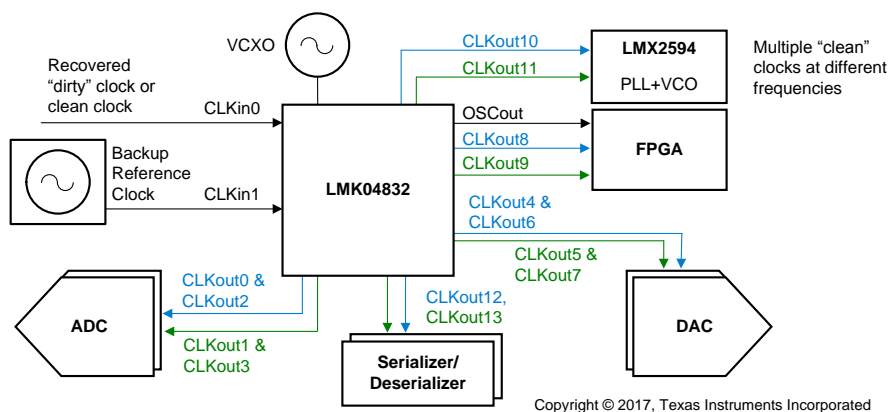 VCXO
Recovered
"dirty" clock or
clean clock
CLKin0
Backup
Reference
Clock
CLKin1
LMK04832
CLKout10
CLKout11
LMX2594
PLL+VCO
Multiple “clean”
clocks at different
frequencies
OSCout
CLKout8
CLKout9
FPGA
CLKout4 &
CLKout6
CLKout5 &
CLKout7
CLKout0 &
CLKout2
ADC
CLKout1 &
CLKout3
CLKout12,
CLKout13
Serializer/
Deserializer
DAC
Copyright © 2017, Texas Instruments Incorporated